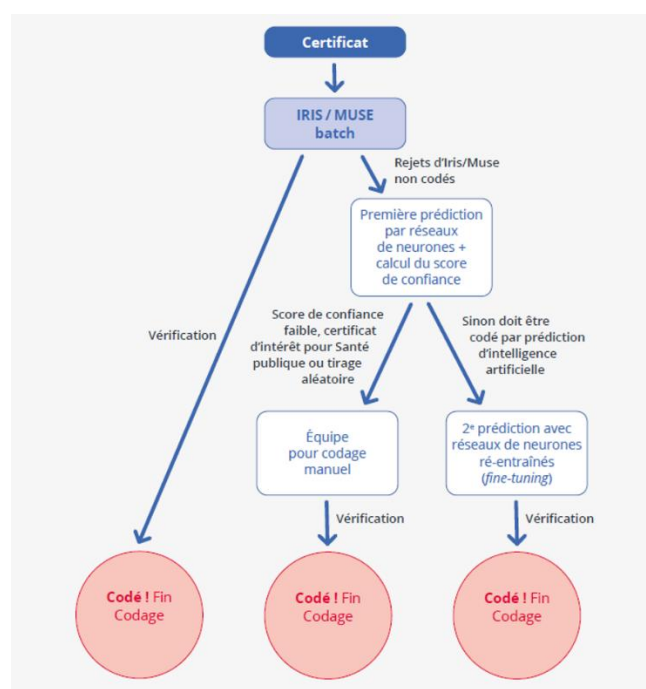 Certificat
IRIS / MUSE
batch
Rejets d'Iris/Muse
non codés
Première prédiction
par réseaux
de neurones +
calcul du score
de confiance
Score de confiance
faible, certificat
d'intérêt pour Santé
publique ou tirage
aléatoire
Sinon doit être
codé par prédiction
d'intelligence
artificielle
Vérification
Équipe
pour codage
manuel
2e prédiction avec
réseaux de neurones
ré-entraînés
(fine-tuning)
Vérification
Vérification
Codé ! Fin
Codage
Codé ! Fin
Codage
Codé ! Fin
Codage